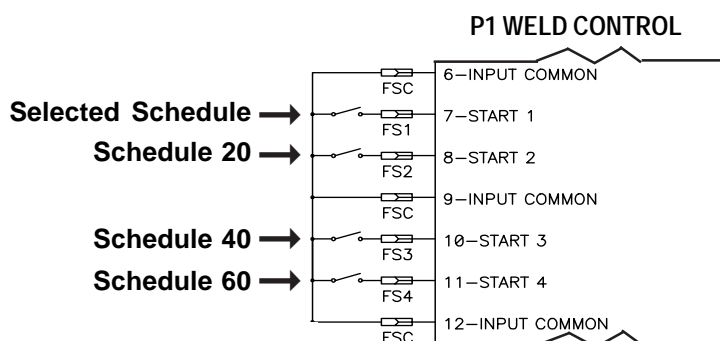 P1 WELD CONTROL
6–INPUT COMMON
FSC
Selected Schedule
7–START 1
FS1
Schedule 20
8–START 2
FS2
9–INPUT COMMON
FSC
Schedule 40
10–START 3
FS3
Schedule 60
11–START 4
FS4
12–INPUT COMMON
FSC